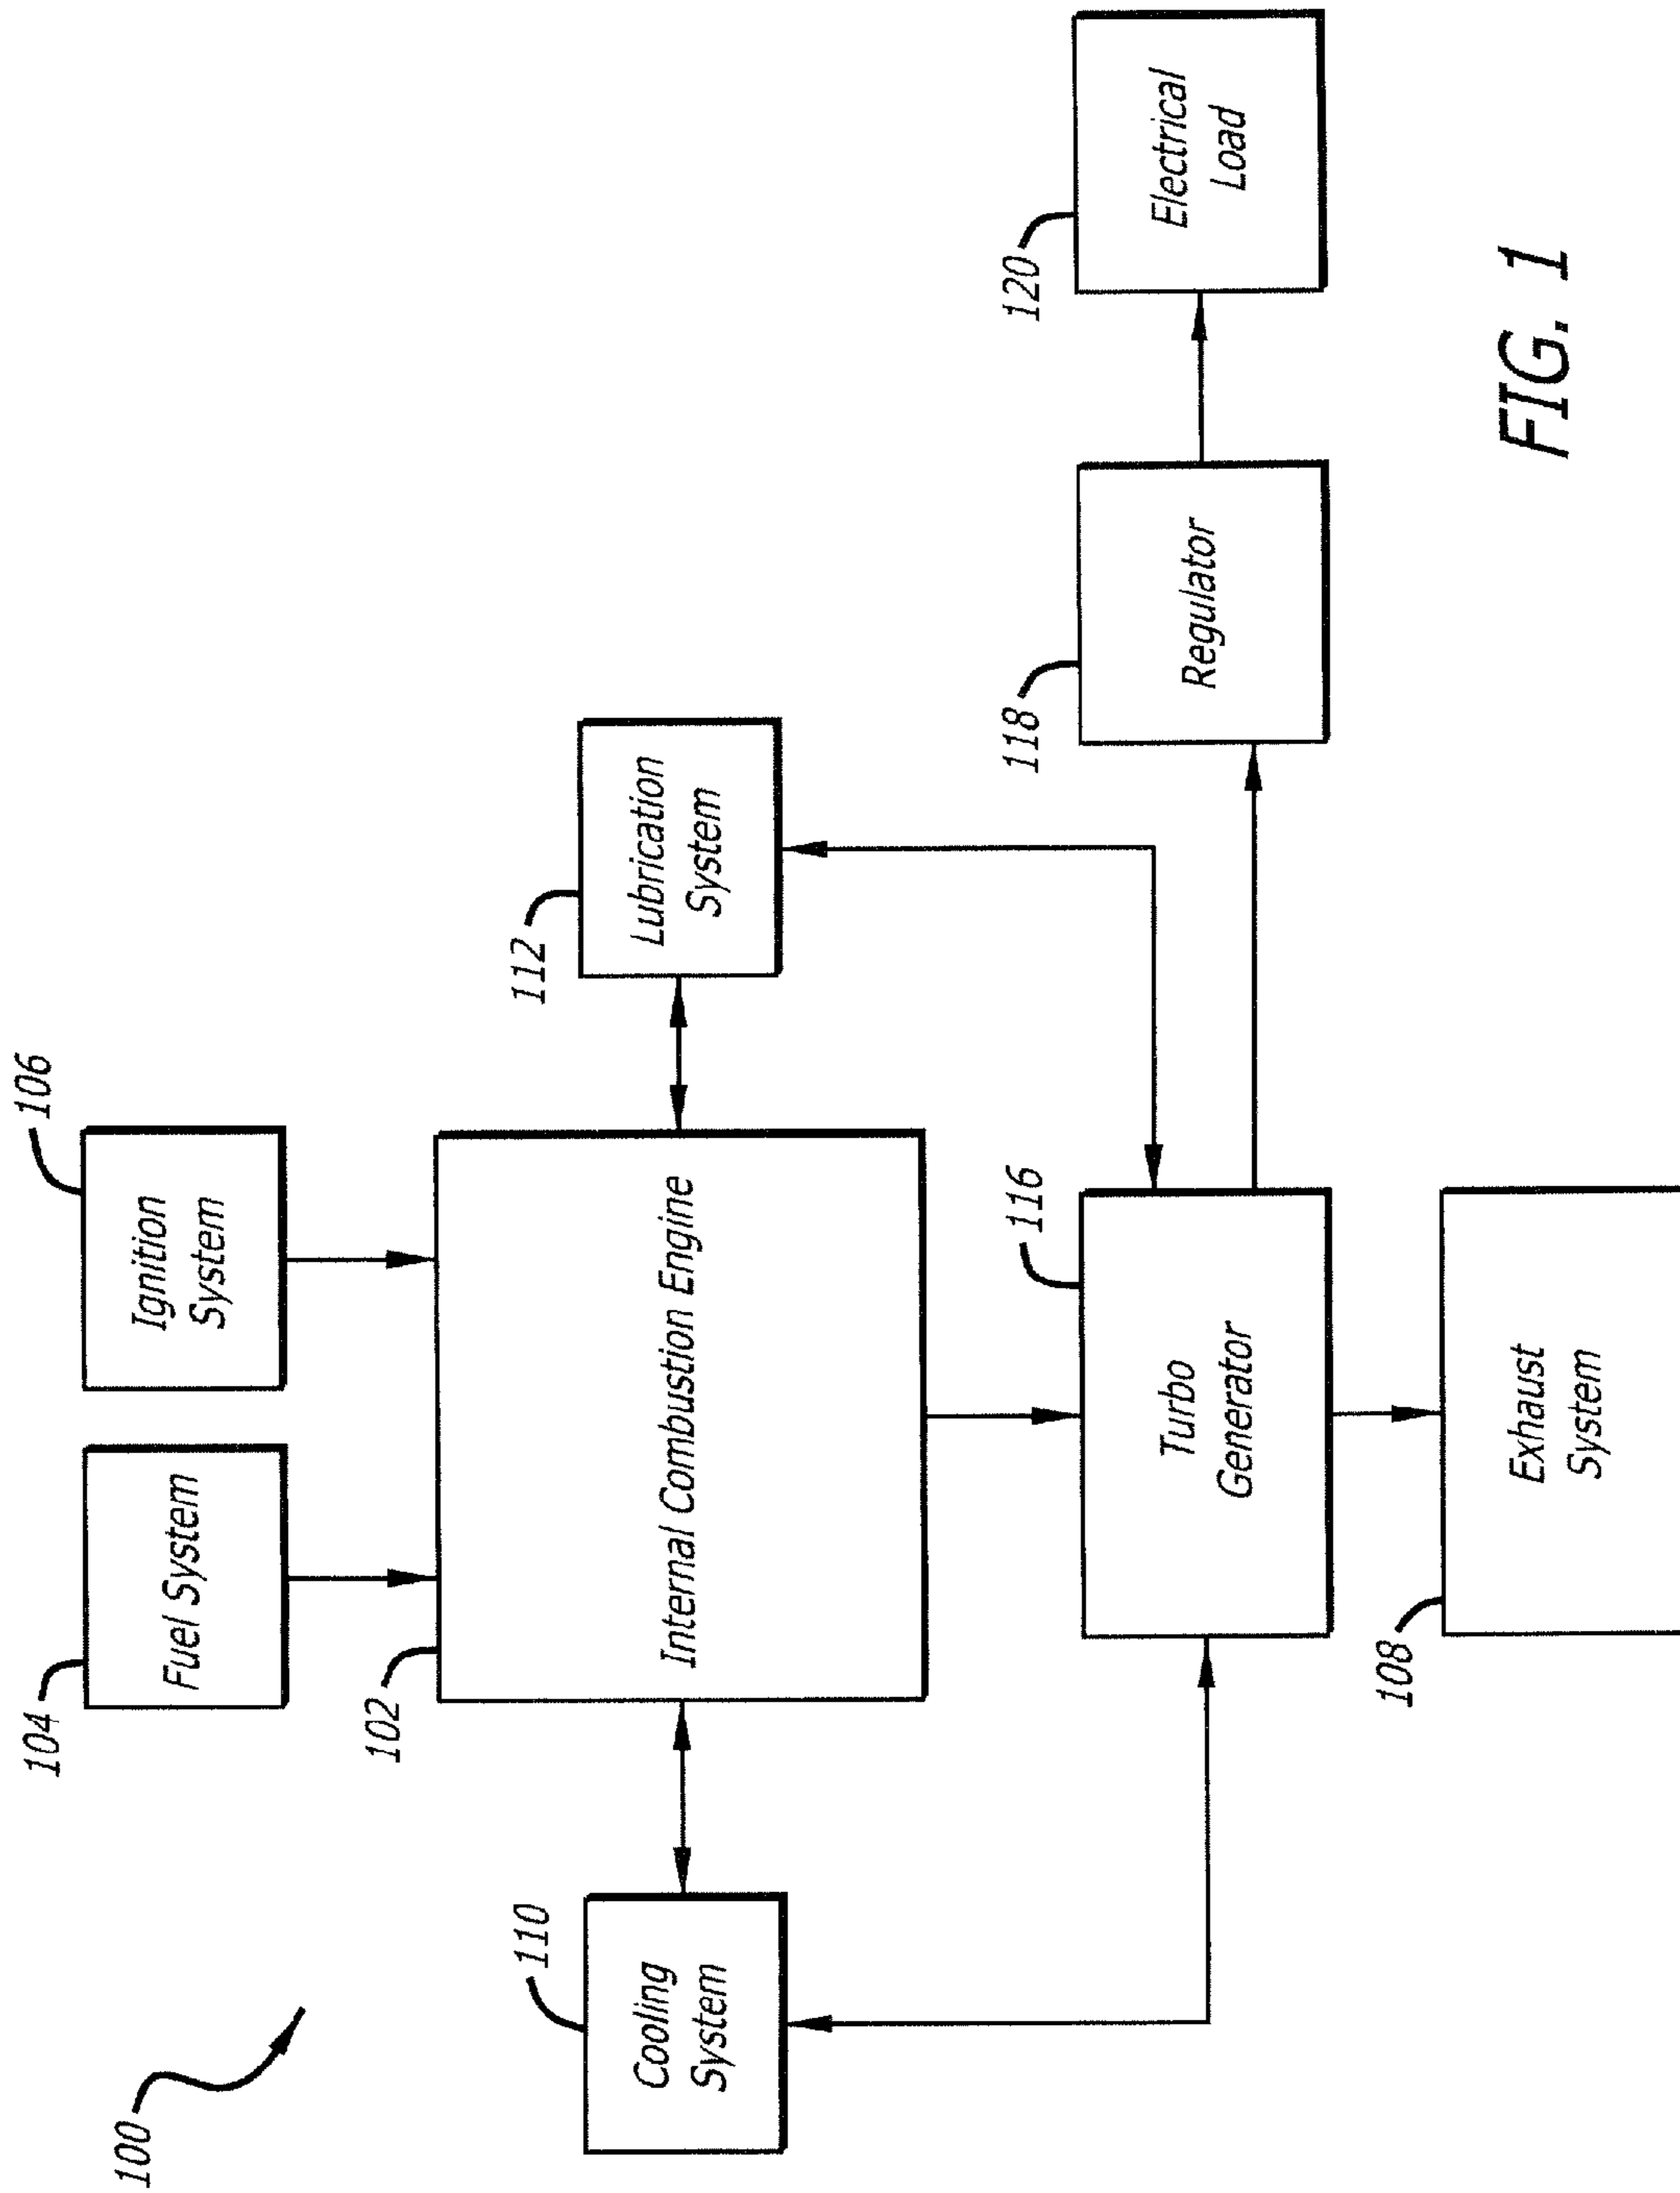 100
104
Fuel System
106
Ignition
System
102
Internal Combustion Engine
110
Cooling
System
112
Lubrication
System
116
Turbo
Generator
118
Regulator
120
Electrical
Load
108
Exhaust
System
FIG. 1